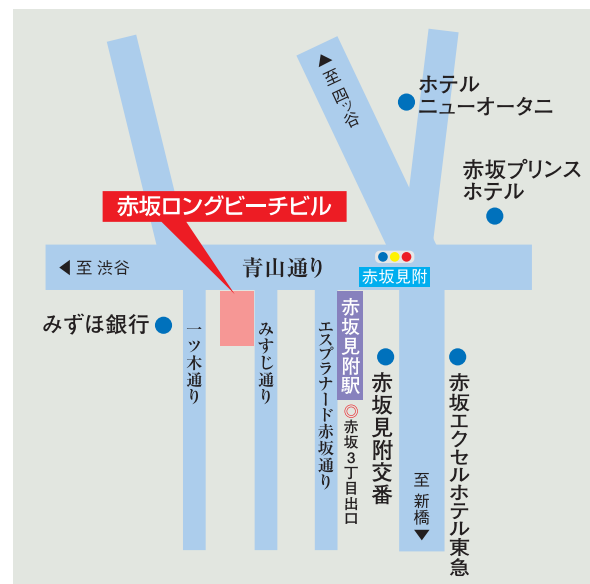 ▲至 四ッ谷
ホテル
ニューオータニ
赤坂プリンス
ホテル
赤坂ロングビーチビル
◀至 渋谷
青山通り
赤坂見附
みずほ銀行
一ツ木通り
みすじ通り
エスプラナード赤坂通り
赤坂見附駅
◎赤坂3丁目出口
赤坂見附交番
至 新橋▼
赤坂エクセルホテル東急